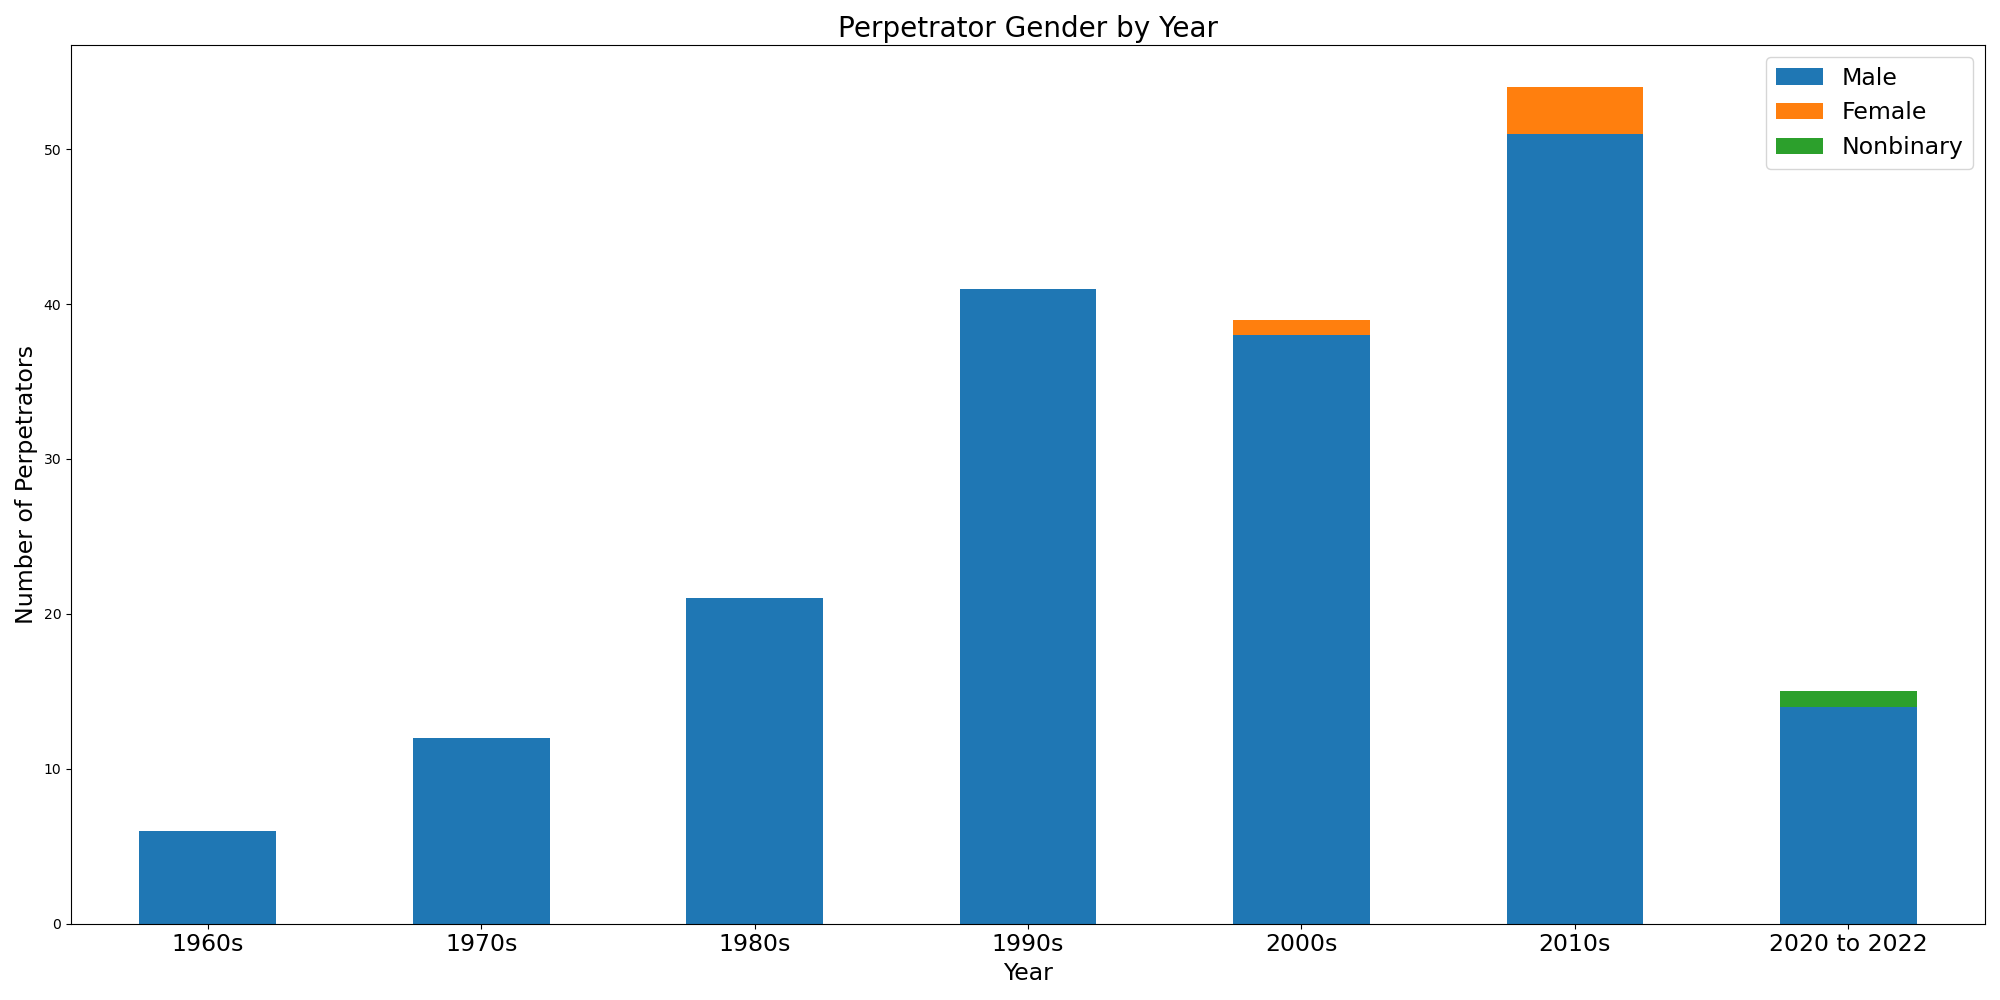 Perpetrator Gender by Year
Male
Female
Nonbinary
Number of Perpetrators
50
40
30
20
10
0
1960s
1970s
1980s
1990s
2000s
2010s
2020 to 2022
Year